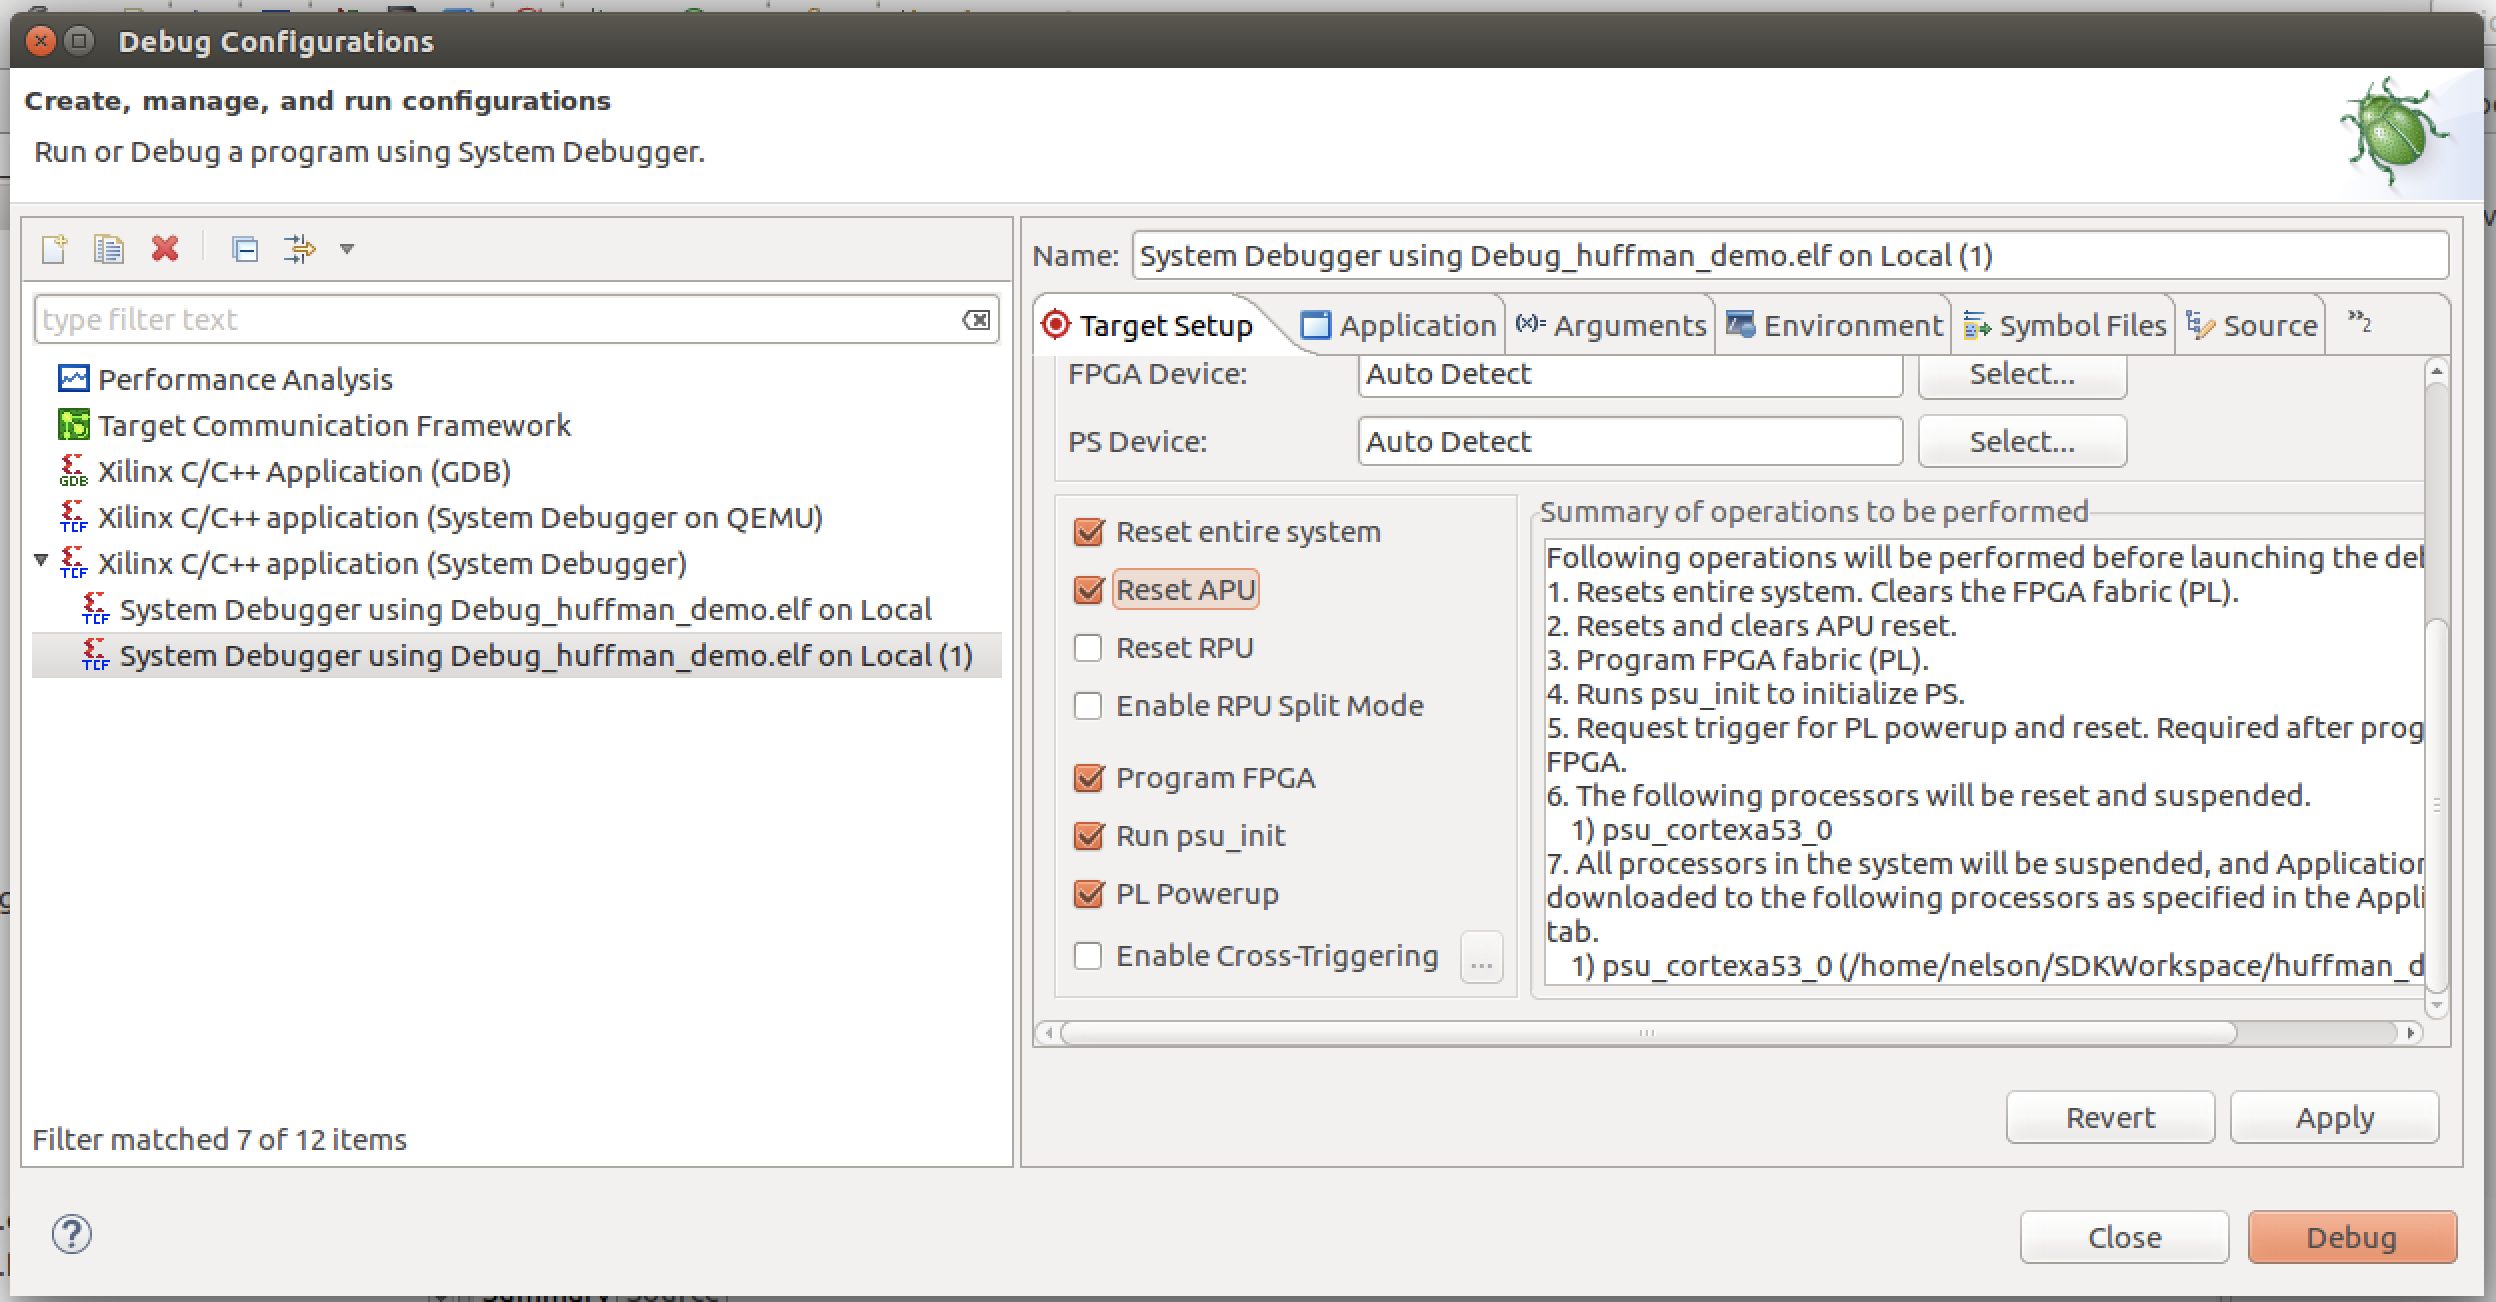 Debug Configurations
Create, manage, and run configurations
Run or Debug a program using System Debugger.
type filter text
Performance Analysis
Target Communication Framework
Xilinx C/C++ Application (GDB)
Xilinx C/C++ application (System Debugger on QEMU)
Xilinx C/C++ application (System Debugger)
System Debugger using Debug_huffman_demo.elf on Local
System Debugger using Debug_huffman_demo.elf on Local (1)
Filter matched 7 of 12 items
Name: System Debugger using Debug_huffman_demo.elf on Local (1)
Target Setup Application Arguments Environment Symbol Files Source »2
FPGA Device: Auto Detect Select...
PS Device: Auto Detect Select...
Reset entire system
Reset APU
Reset RPU
Enable RPU Split Mode
Program FPGA
Run psu_init
PL Powerup
Enable Cross-Triggering ...
Summary of operations to be performed
Following operations will be performed before launching the
1. Resets entire system. Clears the FPGA fabric (PL).
2. Resets and clears APU reset.
3. Program FPGA fabric (PL).
4. Runs psu_init to initialize PS.
5. Request trigger for PL powerup and reset. Required after prog
FPGA.
6. The following processors will be reset and suspended.
1) psu_cortexa53_0
7. All processors in the system will be suspended, and Application
downloaded to the following processors as specified in the Appli
tab.
1) psu_cortexa53_0 (/home/nelson/SDKWorkspace/huffman_d
Revert Apply
Close Debug